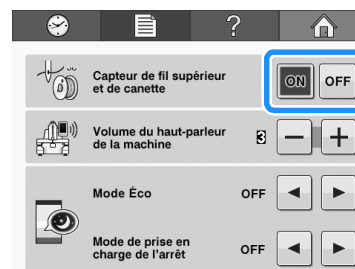 ?
Capteur de fil supérieur
et de canette
ON OFF
Volume du haut-parleur
de la machine
3 − +
Mode Éco OFF
Mode de prise en
charge de l'arrêt OFF